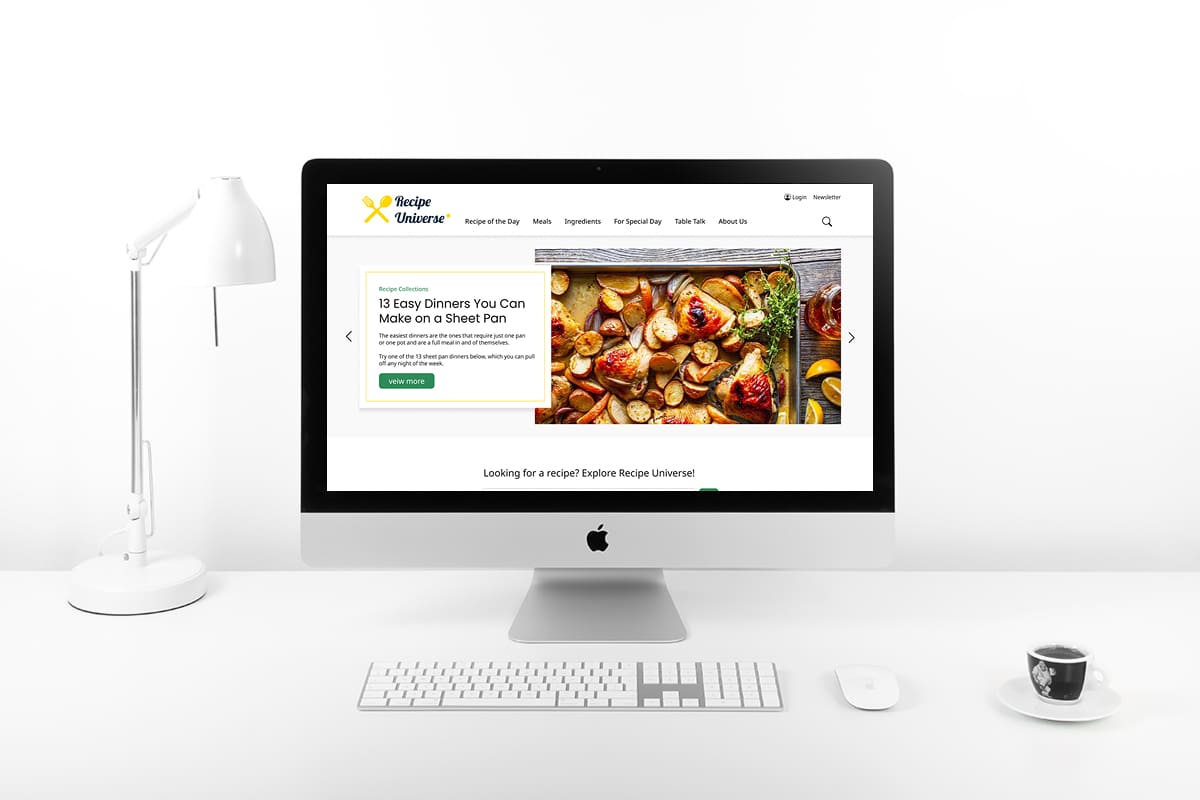 Recipe
Universe
Login Newsletter
Recipe of the Day Meals Ingredients For Special Day Table Talk About Us
Recipe Collections
13 Easy Dinners You Can
Make on a Sheet Pan
The easiest dinners are the ones that require just one pan
or one pot and are a full meal in and of themselves.
Try one of the 13 sheet pan dinners below, which you can pull
off any night of the week.
veiw more
Looking for a recipe? Explore Recipe Universe!